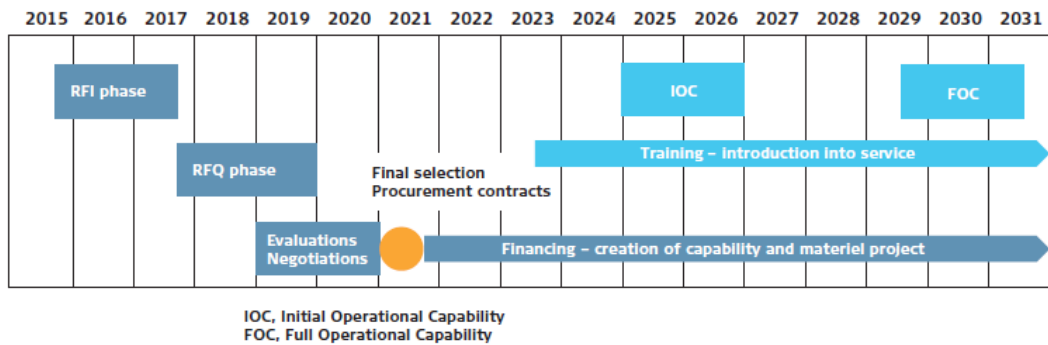 2015 2016 2017 2018 2019 2020 2021 2022 2023 2024 2025 2026 2027 2028 2029 2030 2031
RFI phase
IOC
FOC
RFQ phase
Training – introduction into service
Final selection
Procurement contracts
Evaluations
Negotiations
Financing – creation of capability and materiel project
IOC, Initial Operational Capability
FOC, Full Operational Capability